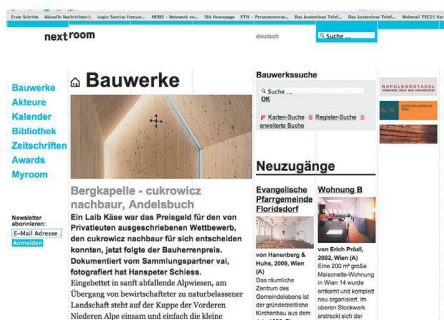 Erste Schritte Aktuelle Nachrichten Login Sunrise Freesur... NEWS - Netzwerk vo... SIA Homepage ETH - Personenverze... Das kostenlose Telef... Das kostenlose Telef... Webmail TEC21
nextroom
deutsch
Suche ...
Bauwerke
Akteure
Kalender
Bibliothek
Zeitschriften
Awards
Myroom
Newsletter
abonnieren:
E-Mail Adresse
Anmelden
Bauwerke
Bergkapelle - cukrowicz
nachbaur, Andelsbuch
Ein Laib Käse war das Preisgeld für den von
Privatleuten ausgeschriebenen Wettbewerb,
den cukrowicz nachbaur für sich entscheiden
konnten, jetzt folgte der Bauherrenpreis.
Dokumentiert vom Sammlungspartner vai,
fotografiert hat Hanspeter Schiess.
Eingebettet in sanft abfallende Alpwiesen, am
Übergang von bewirtschafteter zu naturbelassener
Landschaft steht auf der Kuppe der Vorderen
Niederen Alpe einsam und einfach die kleine
Bauwerkssuche
Suche ...
OK
Karten-Suche Register-Suche
erweiterte Suche
Neuzugänge
Evangelische
Pfarrgemeinde
Floridsdorf
von Hanenberg &
Huhs, 2009, Wien
(A)
Das räumliche
Zentrum des
Gemeindelebens ist
der gründerzeitliche
Kirchenbau aus dem
Wohnung B
von Erich Prödl,
2002, Wien (A)
Eine 200 m² große
Maisonette-Wohnung
in Wien 14 wurde
entkernt und komplett
neu organisiert. Im
oberen Stockwerk
erstreckt sich der
NAPOLEONSTADEL